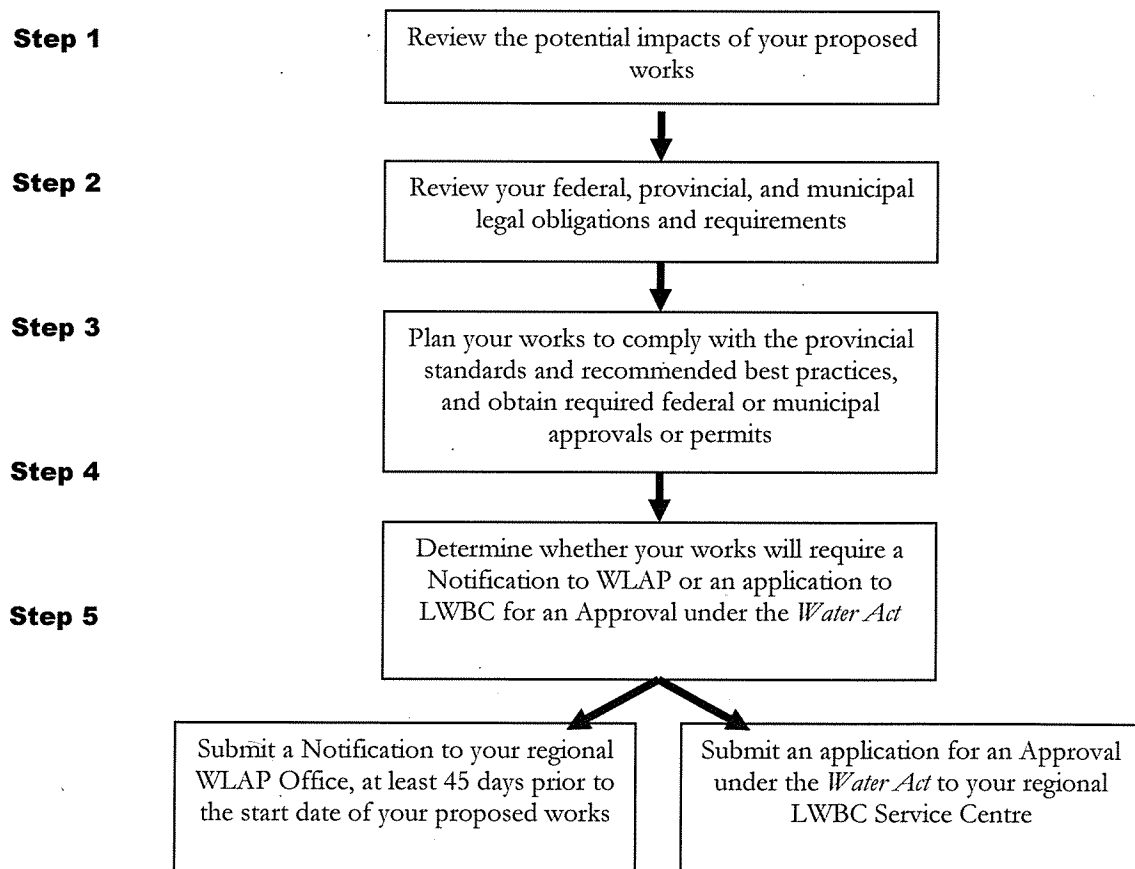 Step 1
Review the potential impacts of your proposed
works
Step 2
Review your federal, provincial, and municipal
legal obligations and requirements
Step 3
Plan your works to comply with the provincial
standards and recommended best practices,
and obtain required federal or municipal
approvals or permits
Step 4
Determine whether your works will require a
Notification to WLAP or an application to
LWBC for an Approval under the Water Act
Step 5
Submit a Notification to your regional
WLAP Office, at least 45 days prior to
the start date of your proposed works
Submit an application for an Approval
under the Water Act to your regional
LWBC Service Centre